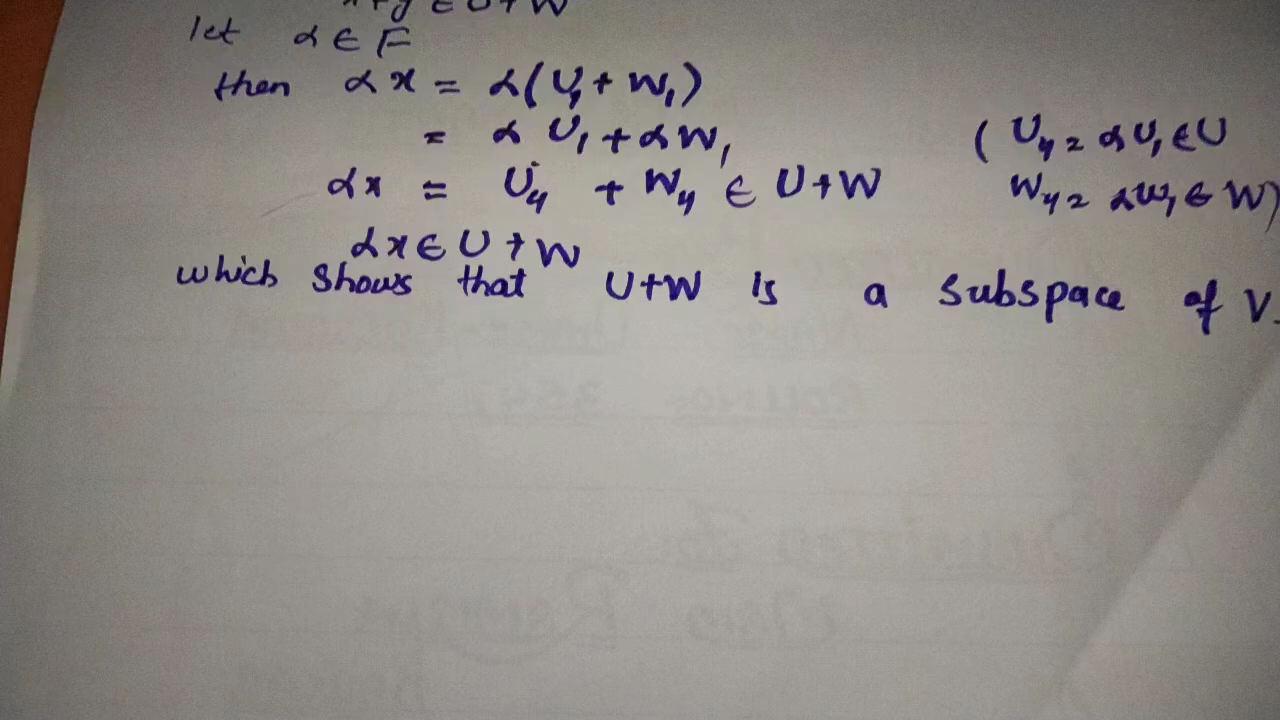 x+y ∈ U+W
let α ∈ F
then αx = α(U₁ + W₁)
= αU₁ + αW₁ (U₄ = αU₁ ∈ U
αx = U₄ + W₄ ∈ U+W W₄ = αW₁ ∈ W)
αx ∈ U+W
which shows that U+W is a subspace of V.